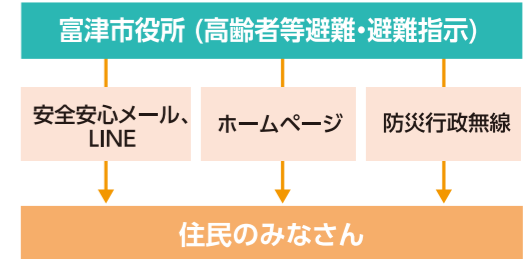 富津市役所 (高齢者等避難・避難指示)
安全安心メール、
LINE
ホームページ
防災行政無線
住民のみなさん